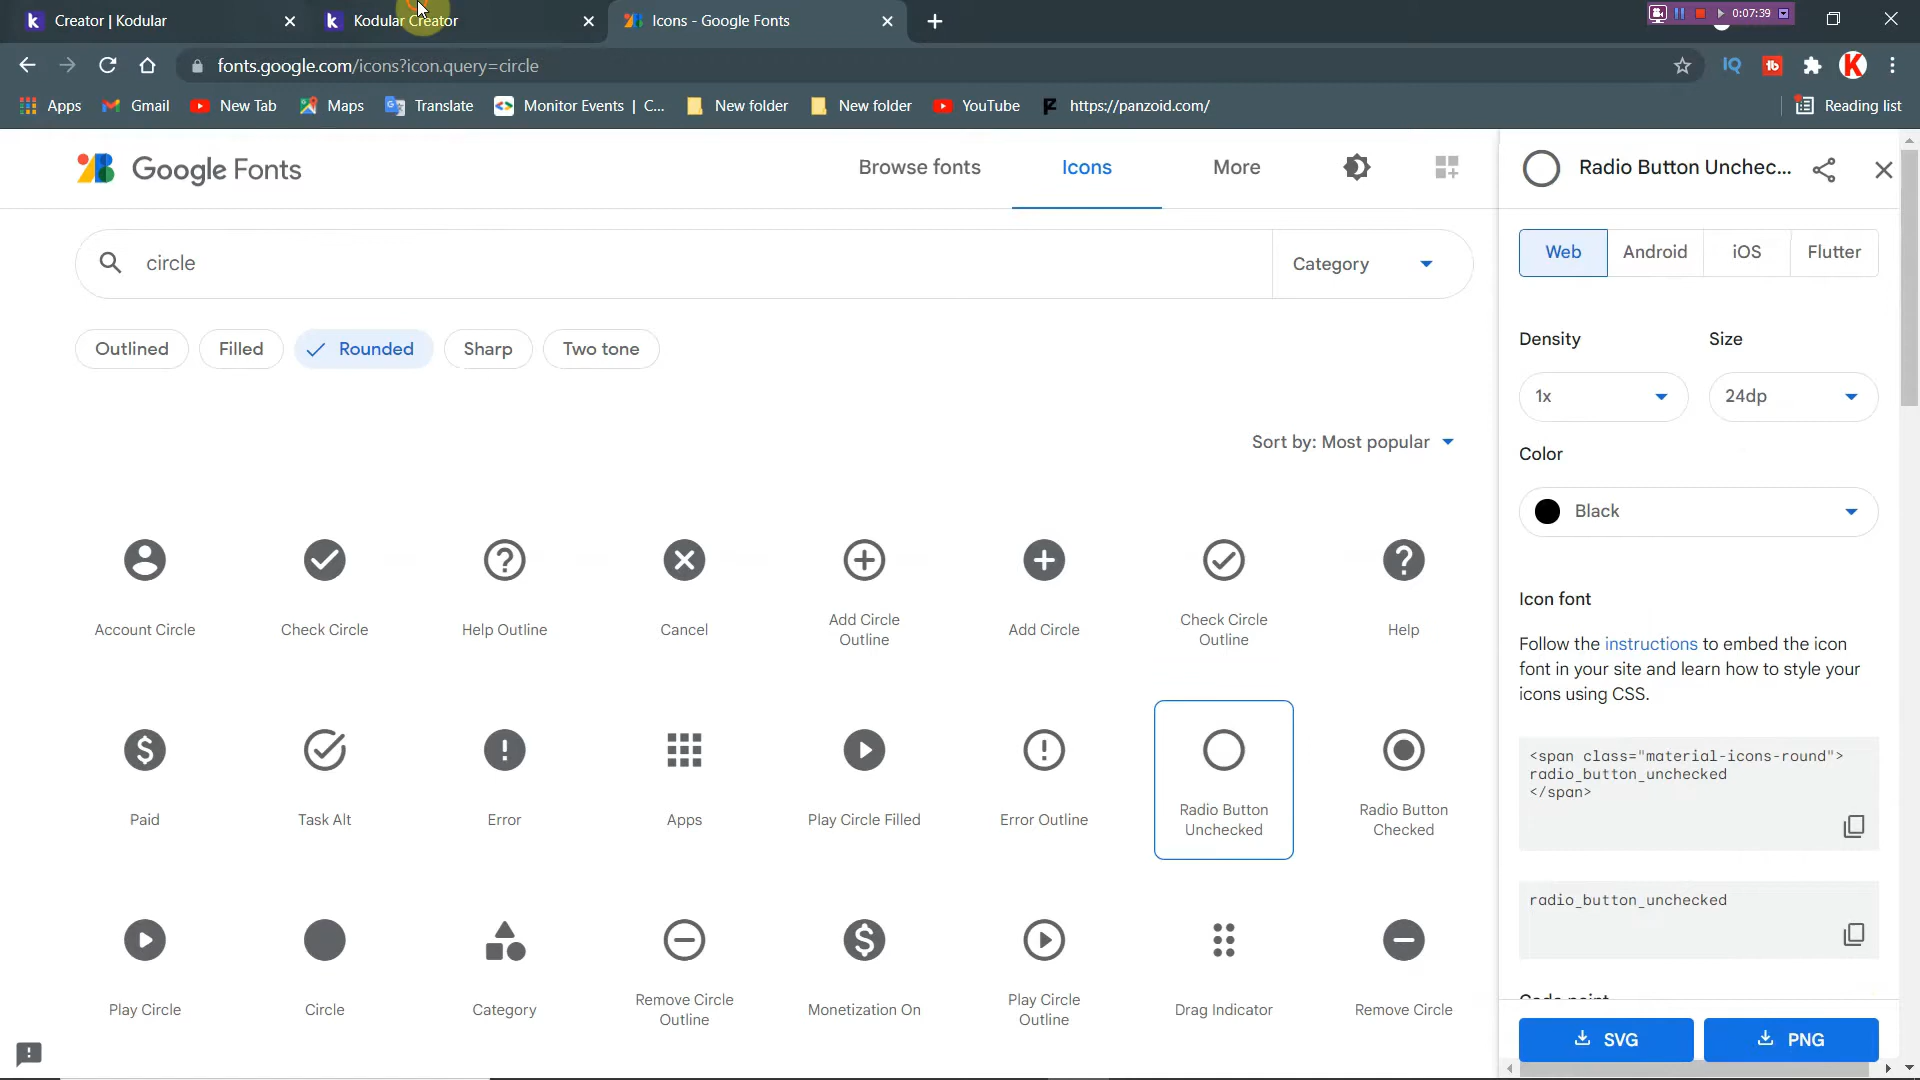 Creator | Kodular
Kodular Creator
Icons - Google Fonts
0:07:39
fonts.google.com/icons?icon.query=circle
Apps
Gmail
New Tab
Maps
Translate
Monitor Events | C...
New folder
New folder
YouTube
https://panzoid.com/
Reading list
Google Fonts
Browse fonts
Icons
More
Radio Button Unchec...
circle
Category
Web
Android
iOS
Flutter
Outlined
Filled
Rounded
Sharp
Two tone
Density
Size
1x
24dp
Sort by: Most popular
Color
Black
Account Circle
Check Circle
Help Outline
Cancel
Add Circle
Outline
Add Circle
Check Circle
Outline
Help
Icon font
Follow the instructions to embed the icon
font in your site and learn how to style your
icons using CSS.
<span class="material-icons-round">
radio_button_unchecked
</span>
Paid
Task Alt
Error
Apps
Play Circle Filled
Error Outline
Radio Button
Unchecked
Radio Button
Checked
radio_button_unchecked
Play Circle
Circle
Category
Remove Circle
Outline
Monetization On
Play Circle
Outline
Drag Indicator
Remove Circle
Code point
SVG
PNG